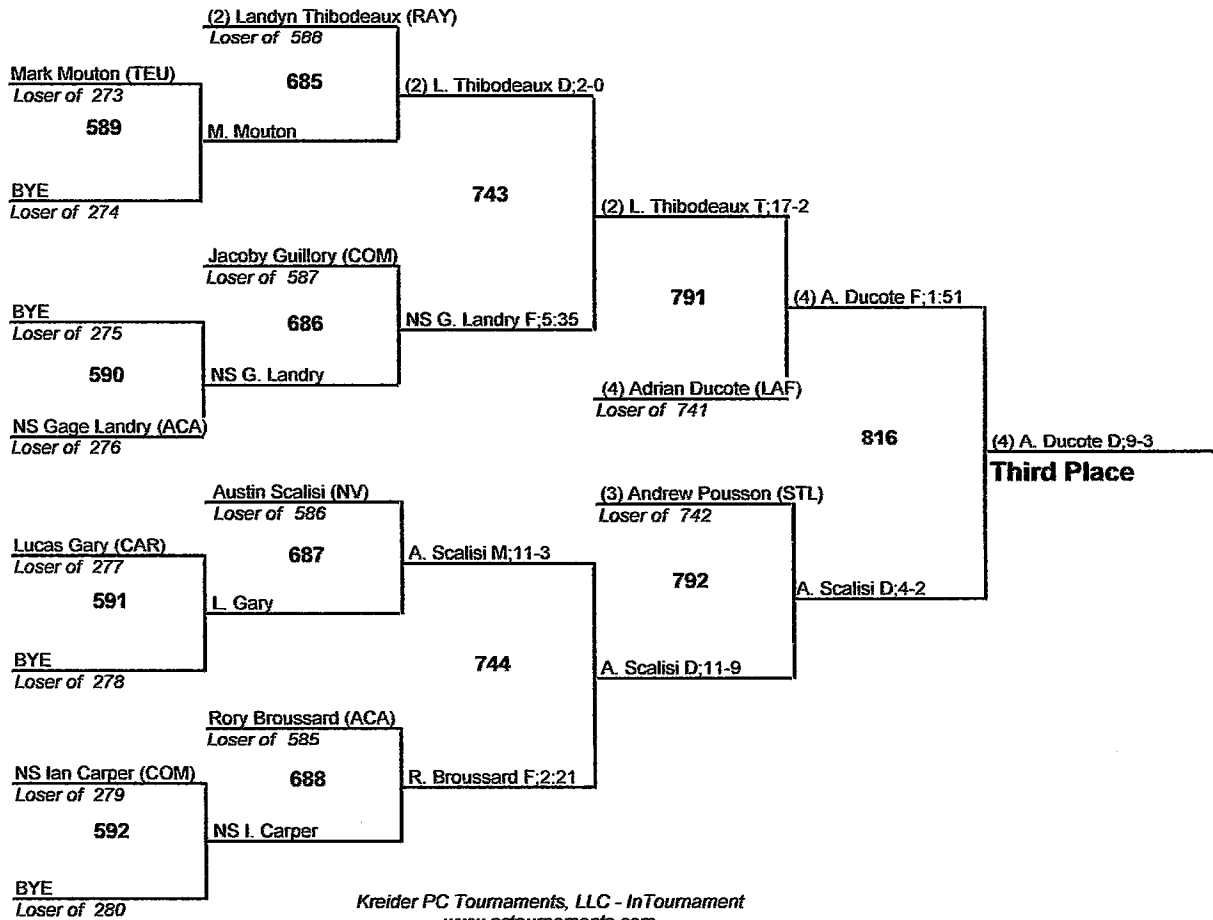 (2) Landyn Thibodeaux (RAY)
Loser of 588
Mark Mouton (TEU)
Loser of 273
685
(2) L. Thibodeaux D;2-0
589
M. Mouton
BYE
Loser of 274
743
(2) L. Thibodeaux T;17-2
Jacoby Guillory (COM)
Loser of 587
BYE
Loser of 275
686
NS G. Landry F;5:35
791
(4) A. Ducote F;1:51
590
NS G. Landry
(4) Adrian Ducote (LAF)
Loser of 741
NS Gage Landry (ACA)
Loser of 276
816
(4) A. Ducote D;9-3
Third Place
Austin Scalisi (NV)
Loser of 586
(3) Andrew Pousson (STL)
Loser of 742
Lucas Gary (CAR)
Loser of 277
687
A. Scalisi M;11-3
792
A. Scalisi D;4-2
591
L. Gary
BYE
Loser of 278
744
A. Scalisi D;11-9
Rory Broussard (ACA)
Loser of 585
NS Ian Carper (COM)
Loser of 279
688
R. Broussard F;2:21
592
NS I. Carper
BYE
Loser of 280
Kreider PC Tournaments, LLC - InTournament